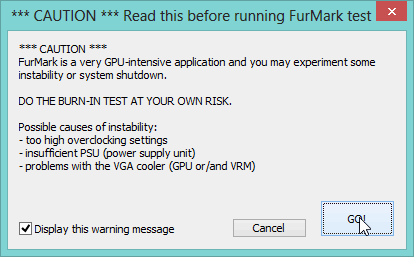 *** CAUTION *** Read this before running FurMark test
*** CAUTION ***
FurMark is a very GPU-intensive application and you may experiment some
instability or system shutdown.
DO THE BURN-IN TEST AT YOUR OWN RISK.
Possible causes of instability:
- too high overclocking settings
- insufficient PSU (power supply unit)
- problems with the VGA cooler (GPU or/and VRM)
Display this warning message
Cancel
GO!